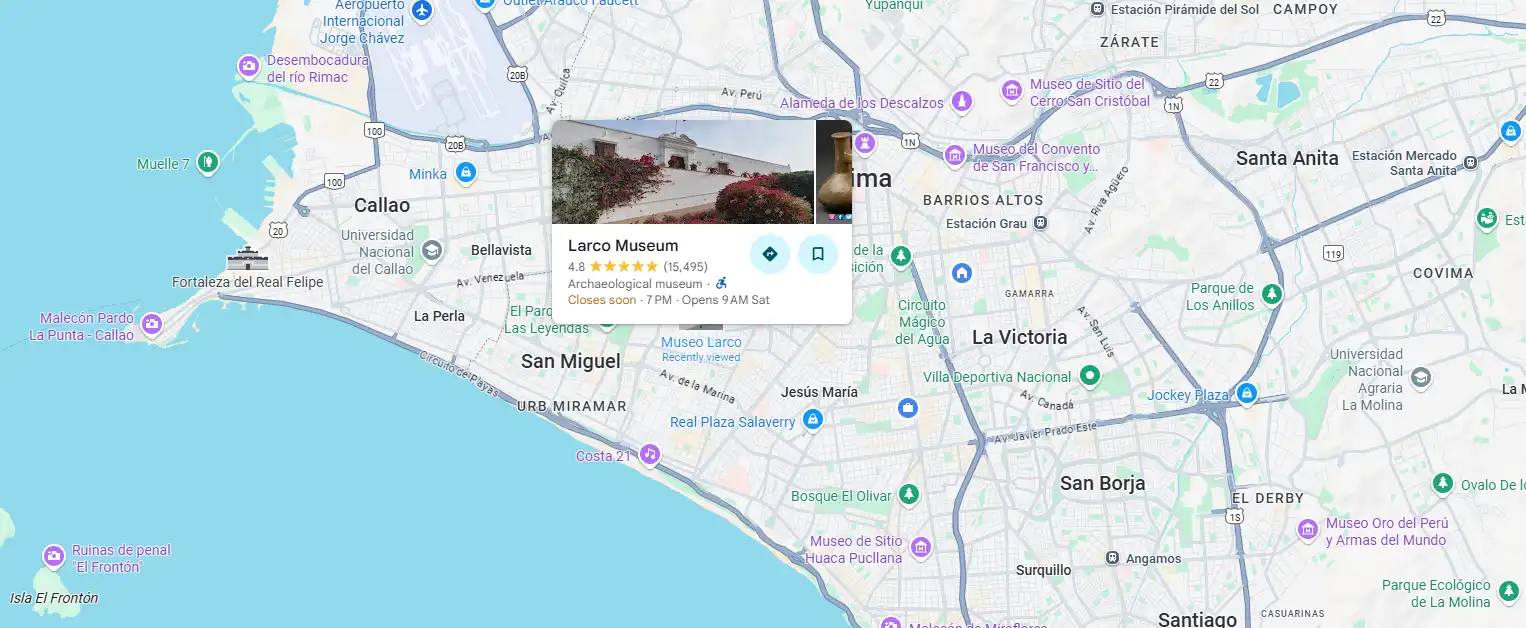 Aeropuerto
Internacional
Jorge Chávez
Outlet Arauco Faucett
Yupanqui
Estación Pirámide del Sol
CAMPOY
22
ZÁRATE
Desembocadura
del río Rimac
20B
Av. Quilca
Av. Perú
Alameda de los Descalzos
Museo de Sitio del
Cerro San Cristóbal
22
1N
100
20B
1N
Muelle 7
Minka
100
Museo del Convento
de San Francisco y...
Santa Anita
Estación Mercado
Santa Anita
ima
BARRIOS ALTOS
Av. Riva Agüero
Callao
20
Estación Grau
Universidad
Nacional
del Callao
Bellavista
Larco Museum
4.8 ★★★★★ (15,495)
Archaeological museum ·
Closes soon · 7 PM · Opens 9 AM Sat
de la
sición
119
COVIMA
Est
Fortaleza del Real Felipe
Av. Venezuela
GAMARRA
Parque de
Los Anillos
Malecón Pardo
La Punta - Callao
La Perla
El Parq
Las Leyendas
Circuito
Mágico
del Agua
La Victoria
Av. San Luis
Museo Larco
Recently viewed
San Miguel
Circuito de Playas
Av. de la Marina
Villa Deportiva Nacional
Universidad
Nacional
Agraria
La Molina
Jesús María
Av. Canadá
Jockey Plaza
La M
URB MIRAMAR
Real Plaza Salaverry
Av. Javier Prado Este
Costa 21
San Borja
EL DERBY
Ovalo De lo
Bosque El Olivar
1S
Museo Oro del Perú
y Armas del Mundo
Museo de Sitio
Huaca Pucllana
Ruinas de penal
"El Frontón"
Angamos
Surquillo
Isla El Frontón
Parque Ecológico
de La Molina
Santiago
CASUARINAS
Malecón de Miraflores